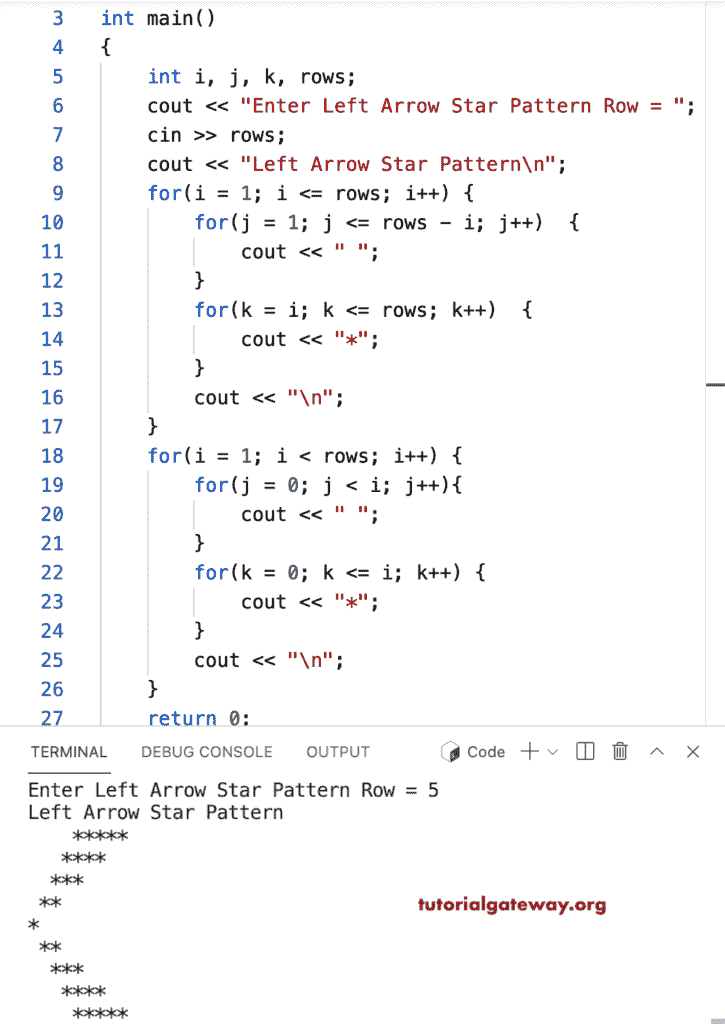 3 int main()
4 {
5     int i, j, k, rows;
6     cout << "Enter Left Arrow Star Pattern Row = ";
7     cin >> rows;
8     cout << "Left Arrow Star Pattern\n";
9     for(i = 1; i <= rows; i++) {
10         for(j = 1; j <= rows - i; j++)  {
11             cout << " ";
12         }
13         for(k = i; k <= rows; k++)  {
14             cout << "*";
15         }
16         cout << "\n";
17     }
18     for(i = 1; i < rows; i++) {
19         for(j = 0; j < i; j++){
20             cout << " ";
21         }
22         for(k = 0; k <= i; k++) {
23             cout << "*";
24         }
25         cout << "\n";
26     }
27     return 0;
TERMINAL DEBUG CONSOLE OUTPUT Code
Enter Left Arrow Star Pattern Row = 5
Left Arrow Star Pattern
    *****
   ****
  ***
 ** tutorialgateway.org
*
 **
  ***
   ****
    *****